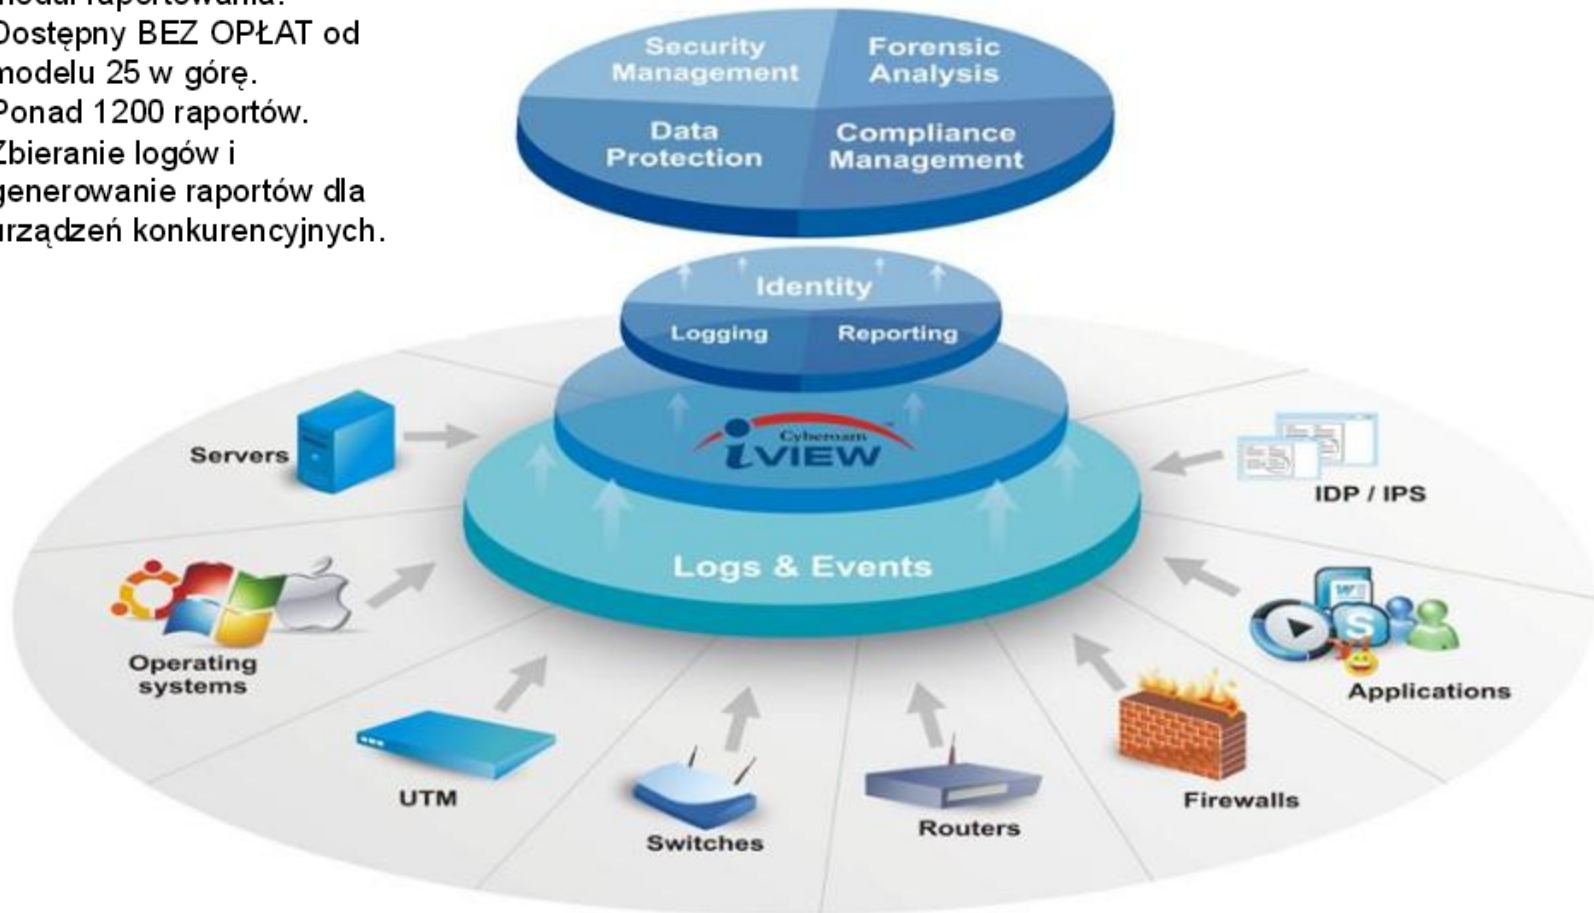 moduł raportowania.
Dostępny BEZ OPŁAT od
modelu 25 w górę.
Ponad 1200 raportów.
Zbieranie logów i
generowanie raportów dla
urządzeń konkurencyjnych.
Security
Management
Forensic
Analysis
Data
Protection
Compliance
Management
Identity
Logging
Reporting
Cyberoam
iVIEW
Logs & Events
Servers
Operating
systems
UTM
Switches
Routers
Firewalls
Applications
IDP / IPS
W
S